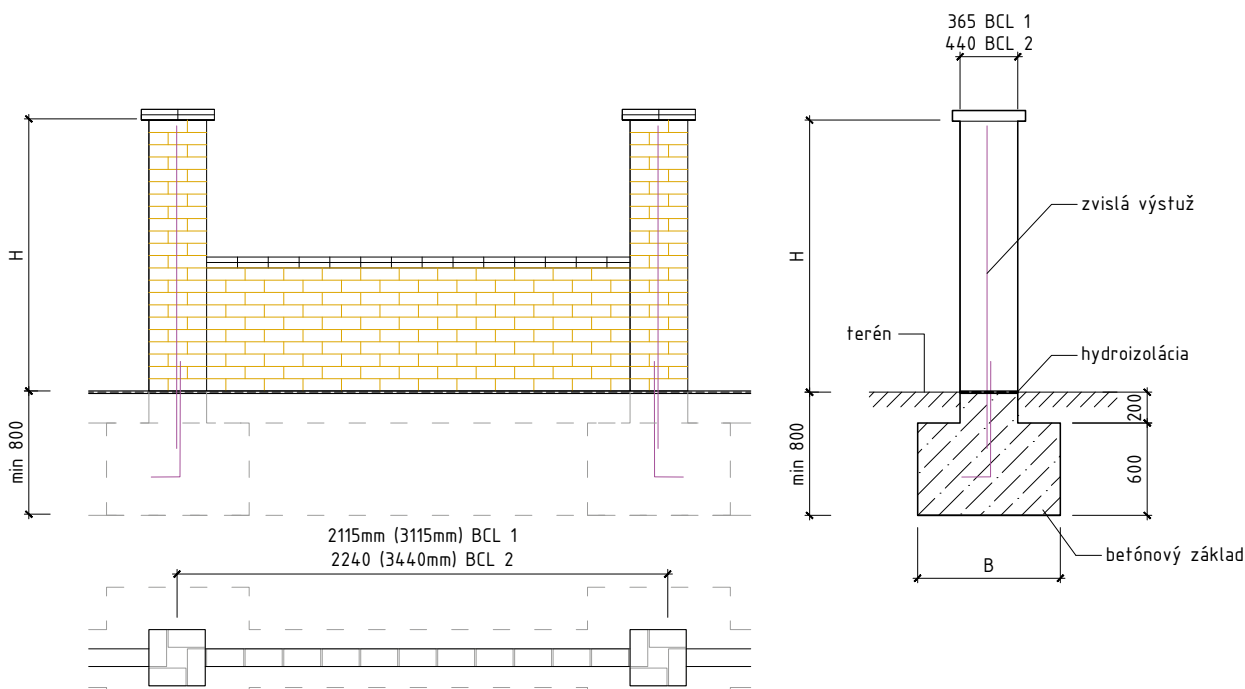 365 BCL 1
440 BCL 2
H
H
zvislá výstuž
terén
hydroizolácia
200
min 800
min 800
600
2115mm (3115mm) BCL 1
2240 (3440mm) BCL 2
betónový základ
B